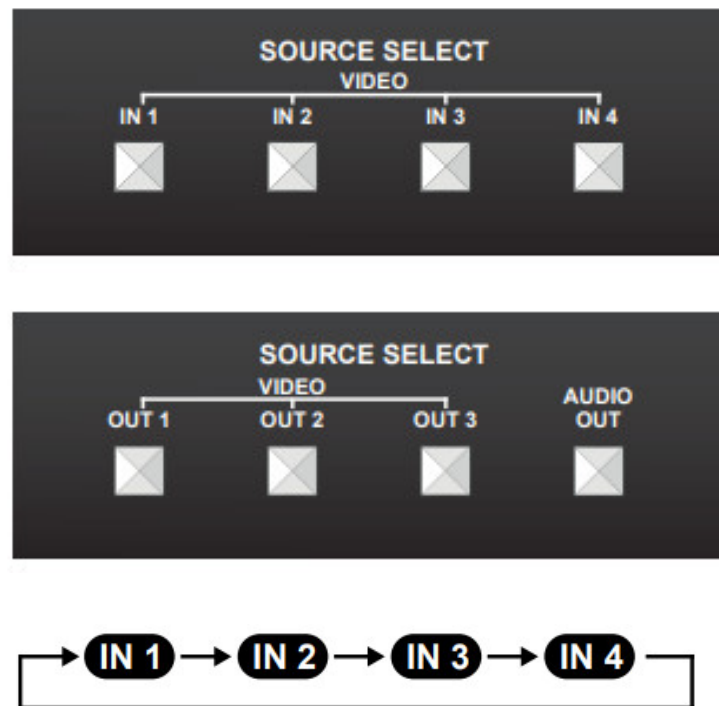 SOURCE SELECT
VIDEO
IN 1 IN 2 IN 3 IN 4
SOURCE SELECT
VIDEO
AUDIO
OUT 1 OUT 2 OUT 3 OUT
IN 1 IN 2 IN 3 IN 4